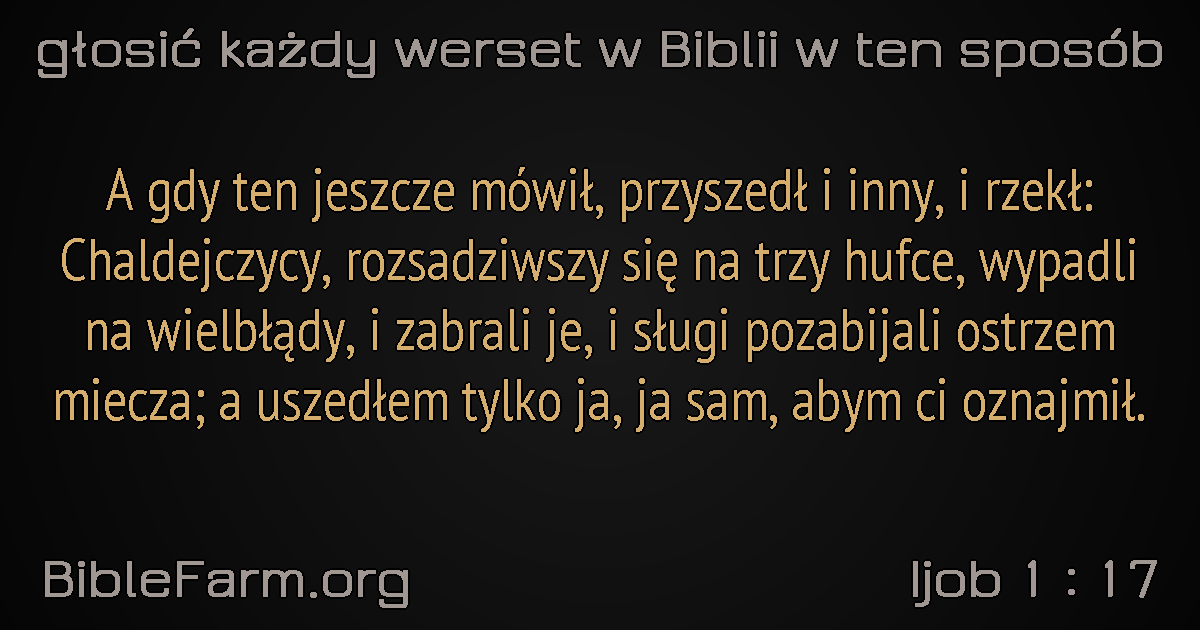 głosić każdy werset w Biblii w ten sposób
A gdy ten jeszcze mówił, przyszedł i inny, i rzekł:
Chaldejczycy, rozsadziwszy się na trzy hufce, wypadli
na wielbłądy, i zabrali je, i sługi pozabijali ostrzem
miecza; a uszedłem tylko ja, ja sam, abym ci oznajmił.
BibleFarm.org
Ijob 1 : 17